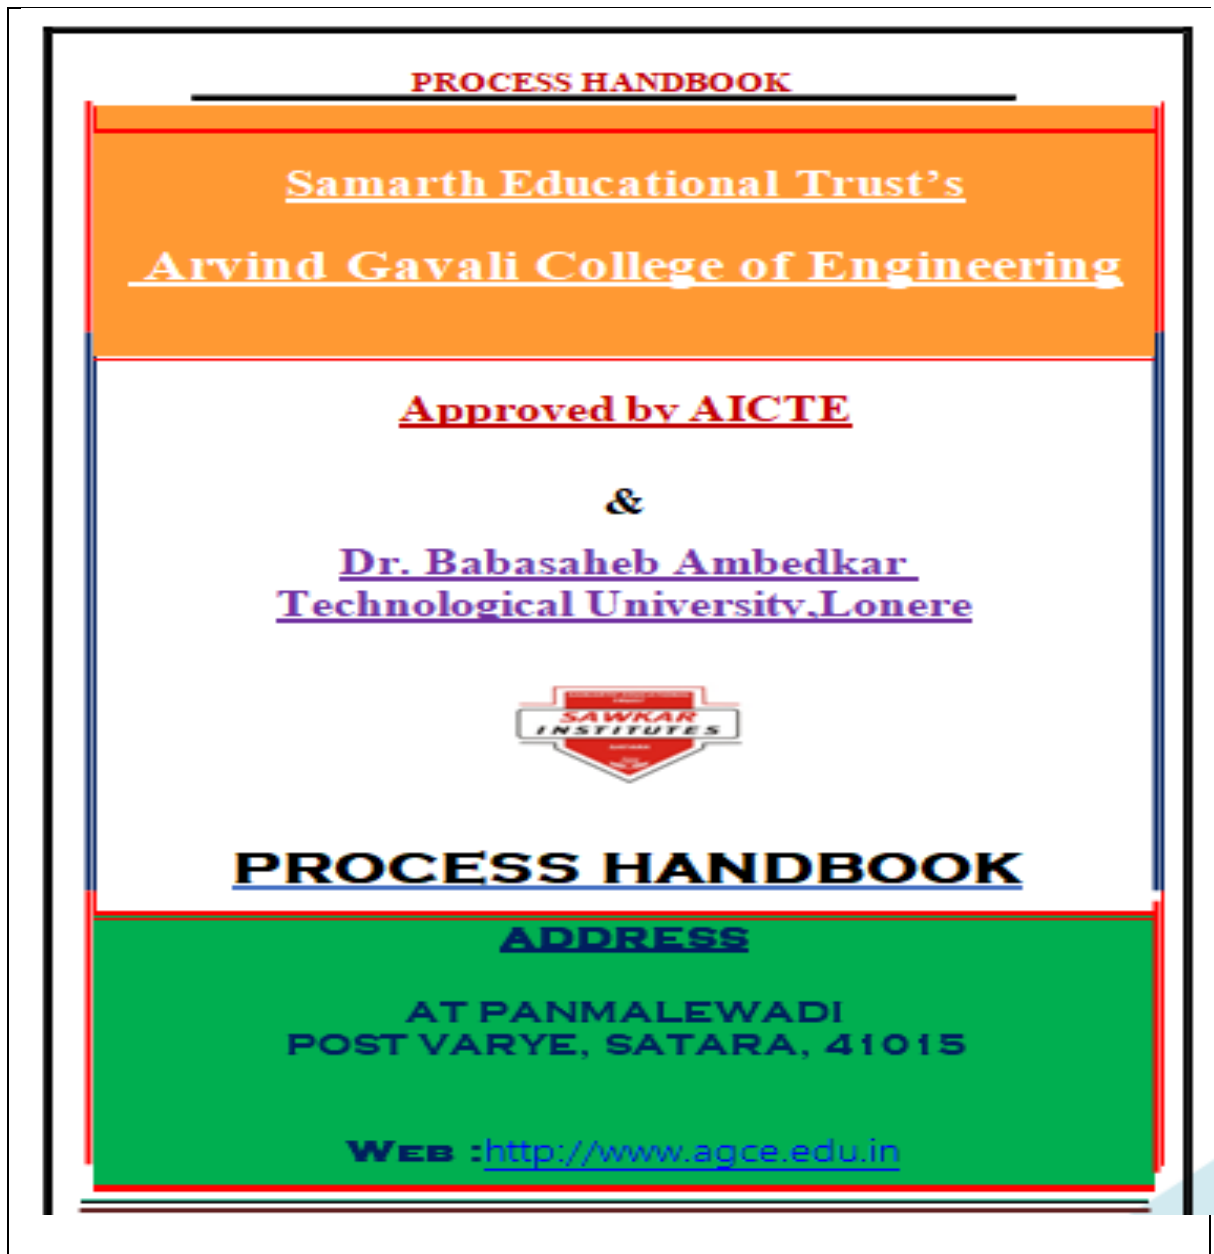 PROCESS HANDBOOK
Samarth Educational Trust’s
Arvind Gavali College of Engineering
Approved by AICTE
&
Dr. Babasaheb Ambedkar
Technological University,Lonere
SAWKAR
INSTITUTES
SATARA
PROCESS HANDBOOK
ADDRESS
AT PANMALEWADI
POST VARYE, SATARA, 41015
WEB :http://www.agce.edu.in